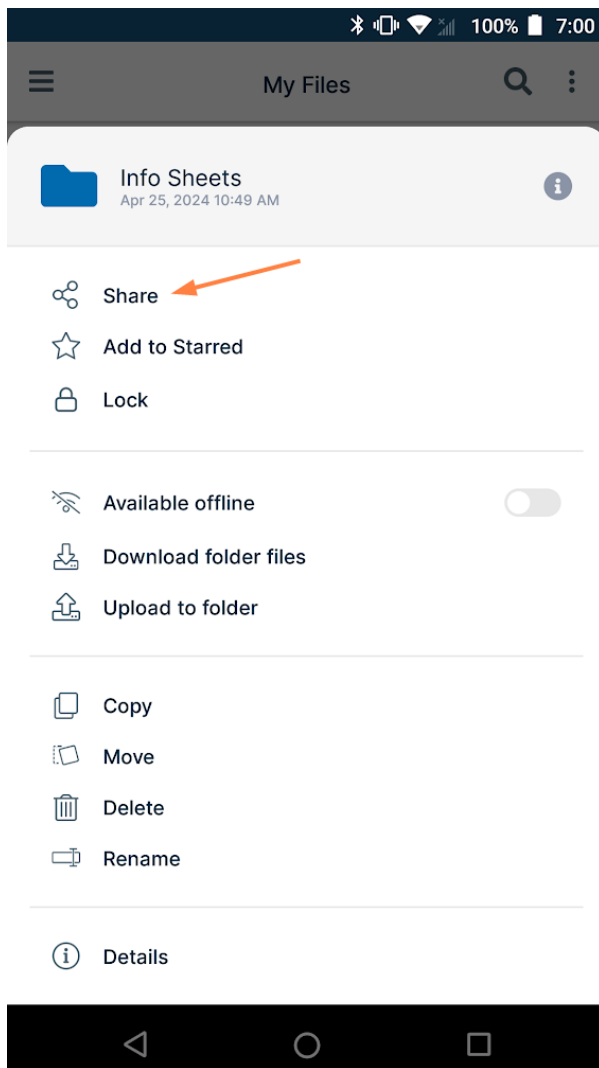 100% 7:00
My Files
Info Sheets
Apr 25, 2024 10:49 AM
Share
Add to Starred
Lock
Available offline
Download folder files
Upload to folder
Copy
Move
Delete
Rename
Details